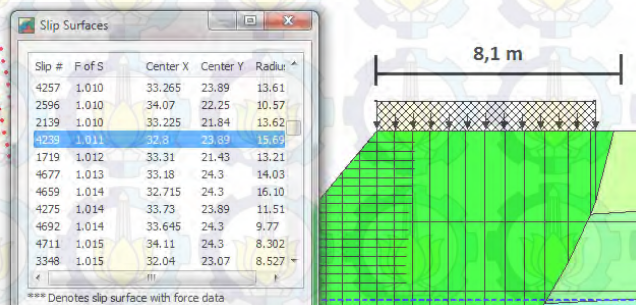 Slip Surfaces
Slip # F of S Center X Center Y Radiu:
4257 1.010 33.265 23.89 13.61
2596 1.010 34.07 22.25 10.57
2139 1.010 33.225 21.84 13.62
4239 1.011 32.8 23.89 15.69
1719 1.012 33.31 21.43 13.21
4677 1.013 33.18 24.3 14.03
4659 1.014 32.715 24.3 16.10
4275 1.014 33.73 23.89 11.51
4692 1.014 33.645 24.3 9.77
4711 1.015 34.11 24.3 8.302
3348 1.015 32.04 23.07 8.527
*** Denotes slip surface with force data
8,1 m